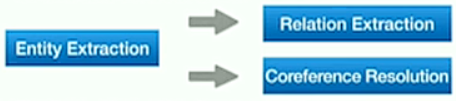 Relation Extraction
Entity Extraction
Coreference Resolution